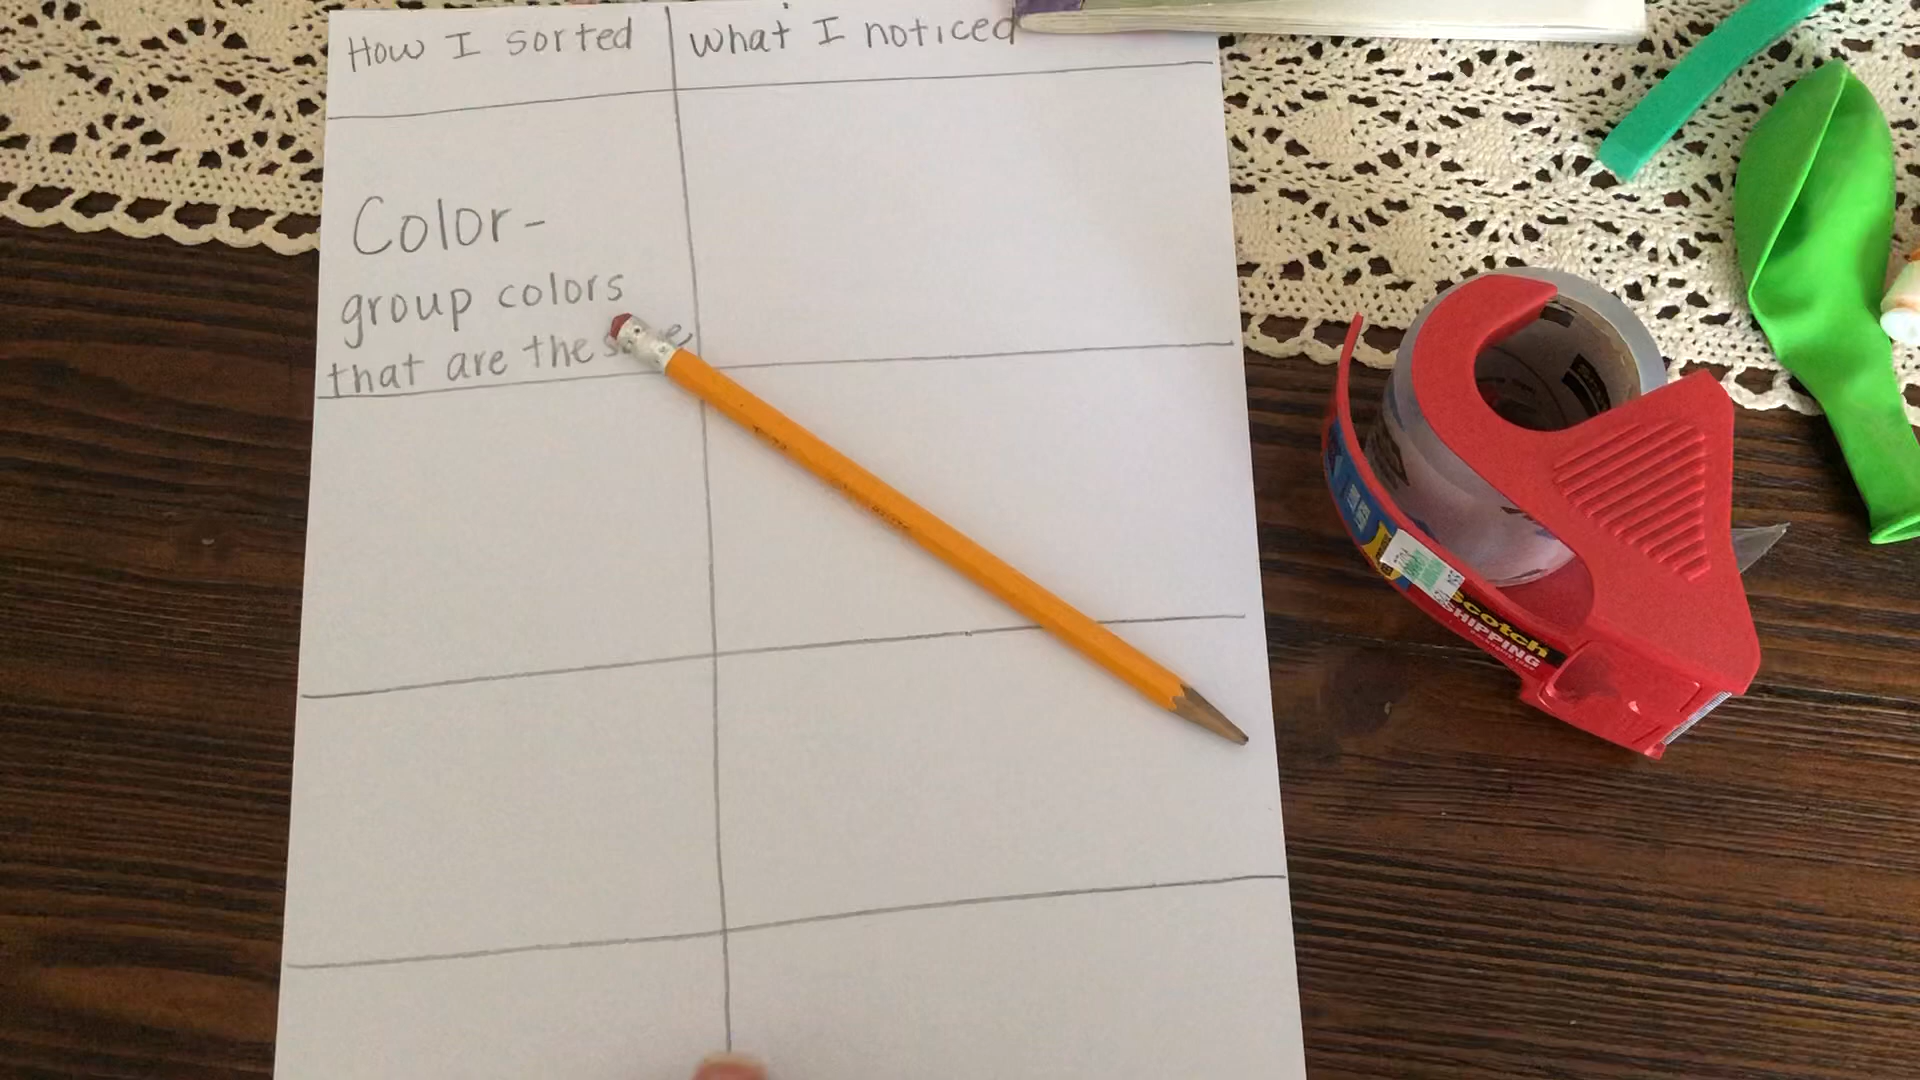 How I sorted
What I noticed
Color-
group colors
that are the
Scotch
SHIPPING